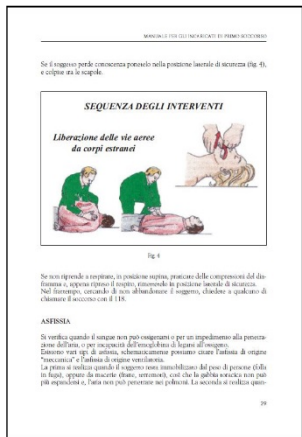 MANUALE PER GLI INCARICATI DI PRIMO SOCCORSO
Se il soggetto perde conoscenza ponetelo nella posizione laterale di sicurezza (fig. 4),
e colpite tra le scapole.
SEQUENZA DEGLI INTERVENTI
Liberazione delle vie aeree
da corpi estranei
Fig. 4
Se non riprende a respirare, in posizione supina, praticare delle compressioni del dia-
framma e, appena ripreso il respiro, rimettetelo in posizione laterale di sicurezza.
Nel frattempo, cercando di non abbandonare il soggetto, chiedere a qualcuno di
chiamare il soccorso con il 118.
ASFISSIA
Si verifica quando il sangue non può ossigenarsi o per un impedimento alla penetra-
zione dell'aria, o per incapacità dell'emoglobina di legarsi all'ossigeno.
Esistono vari tipi di asfissia, schematicamente possiamo citare l'asfissia di origine
"meccanica" e l'asfissia di origine ventilatoria.
La prima si realizza quando il soggetto resta immobilizzato dal peso di persone (folla
in fuga), oppure da macerie (frane, terremoti), così che la gabbia toracica non può
più espandersi e, l'aria non può penetrare nei polmoni. La seconda si realizza quan-
29